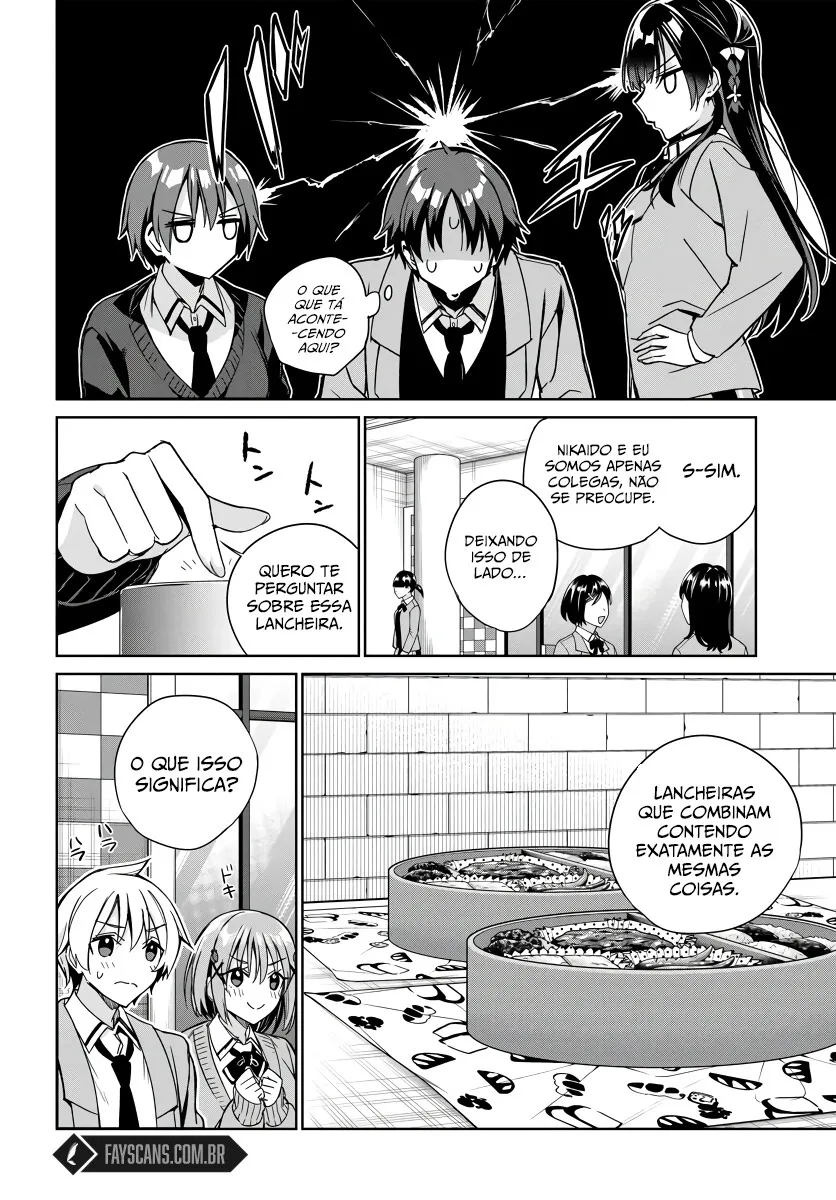 O QUE
QUE TÁ
ACONTE-
-CENDO
AQUI?
NIKAIDO E EU
SOMOS APENAS
COLEGAS, NÃO
SE PREOCUPE.
S-SIM.
DEIXANDO
ISSO DE
LADO...
トントン
QUERO TE
PERGUNTAR
SOBRE ESSA
LANCHEIRA.
LANCHEIRAS
QUE COMBINAM
CONTENDO
EXATAMENTE AS
MESMAS
COISAS.
O QUE ISSO
SIGNIFICA?
ドキ
ハラ
FAYSCANS.COM.BR